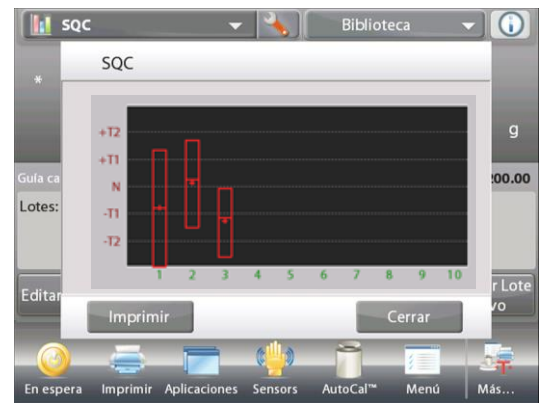 SQC
Biblioteca
SQC
*
g
+T2
+T1
N
-T1
-T2
1 2 3 4 5 6 7 8 9 10
Guía ca
200.00
Lotes:
Editar
r Lote
vo
Imprimir
Cerrar
En espera
Imprimir
Aplicaciones
Sensors
AutoCal™
Menú
Más...